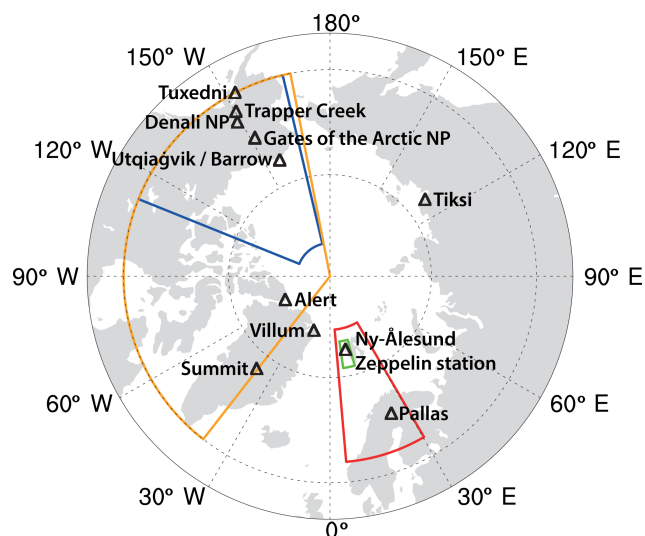 180°
150° W
150° E
Tuxedni
Trapper Creek
Denali NP
Gates of the Arctic NP
120° W
120° E
Utqiaġvik / Barrow
Tiksi
90° W
90° E
Alert
Villum
Ny-Ålesund
Zeppelin station
Summit
60° W
60° E
Pallas
30° W
30° E
0°